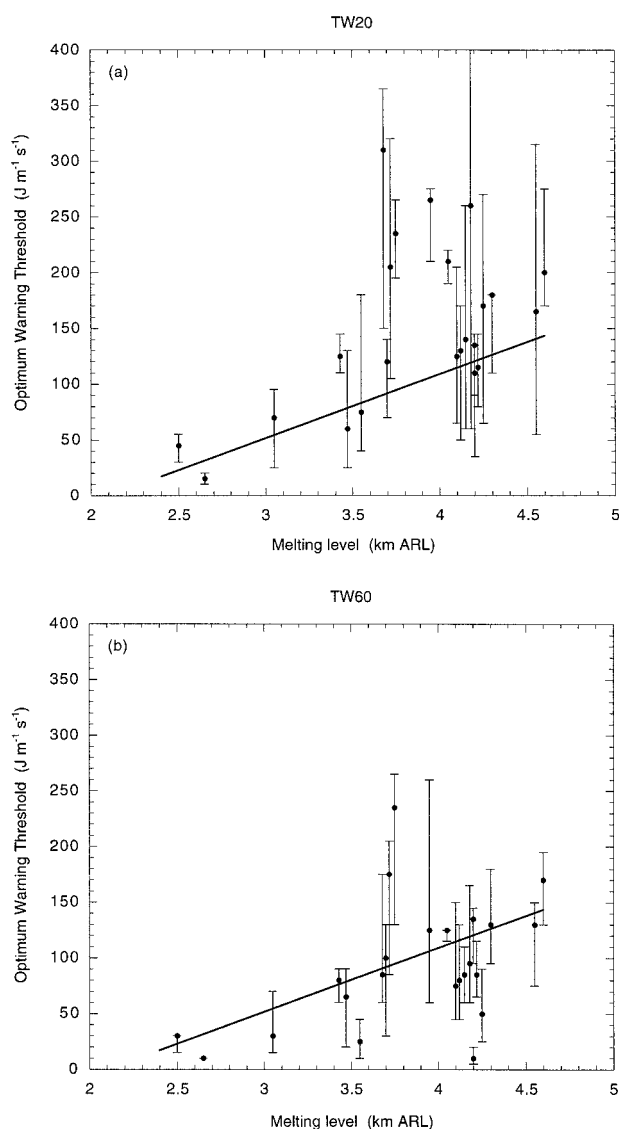 TW20
400
350
300
250
200
150
100
50
0
Optimum Warning Threshold (J m⁻¹ s⁻¹)
(a)
2 2.5 3 3.5 4 4.5 5
Melting level (km ARL)
TW60
400
350
300
250
200
150
100
50
0
Optimum Warning Threshold (J m⁻¹ s⁻¹)
(b)
2 2.5 3 3.5 4 4.5 5
Melting level (km ARL)